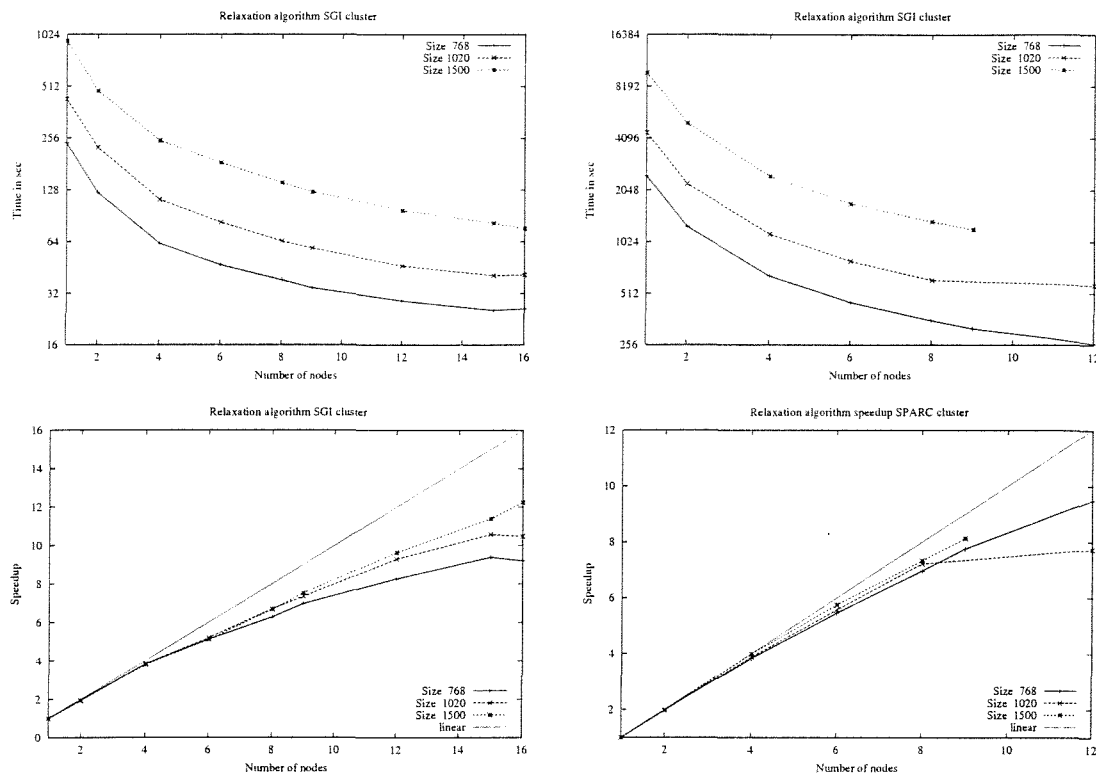 Relaxation algorithm SGI cluster
1024
512
256
128
64
32
16
Time in sec
Size 768
Size 1020
Size 1500
2 4 6 8 10 12 14 16
Number of nodes
Relaxation algorithm SGI cluster
16384
8192
4096
2048
1024
512
256
Time in sec
Size 768
Size 1020
Size 1500
2 4 6 8 10 12
Number of nodes
Relaxation algorithm SGI cluster
16
14
12
10
8
6
4
2
0
Speedup
Size 768
Size 1020
Size 1500
linear
2 4 6 8 10 12 14 16
Number of nodes
Relaxation algorithm speedup SPARC cluster
12
10
8
6
4
2
Speedup
Size 768
Size 1020
Size 1500
linear
2 4 6 8 10 12
Number of nodes